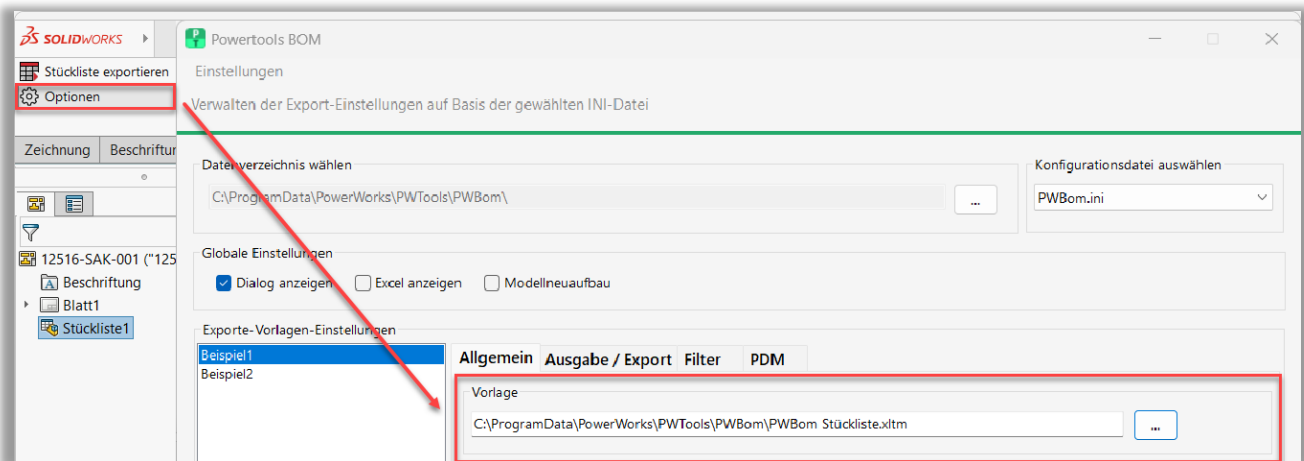 SOLIDWORKS
Stückliste exportieren
Optionen
Zeichnung Beschriftur
12516-SAK-001 ("125
Beschriftung
Blatt1
Stückliste1
Powertools BOM
Einstellungen
Verwalten der Export-Einstellungen auf Basis der gewählten INI-Datei
Datenverzeichnis wählen
C:\ProgramData\PowerWorks\PWTools\PWBom\
...
Konfigurationsdatei auswählen
PWBom.ini
Globale Einstellungen
Dialog anzeigen Excel anzeigen Modellneuaufbau
Exporte-Vorlagen-Einstellungen
Beispiel1
Beispiel2
Allgemein Ausgabe / Export Filter PDM
Vorlage
C:\ProgramData\PowerWorks\PWTools\PWBom\PWBom Stückliste.xltm
...